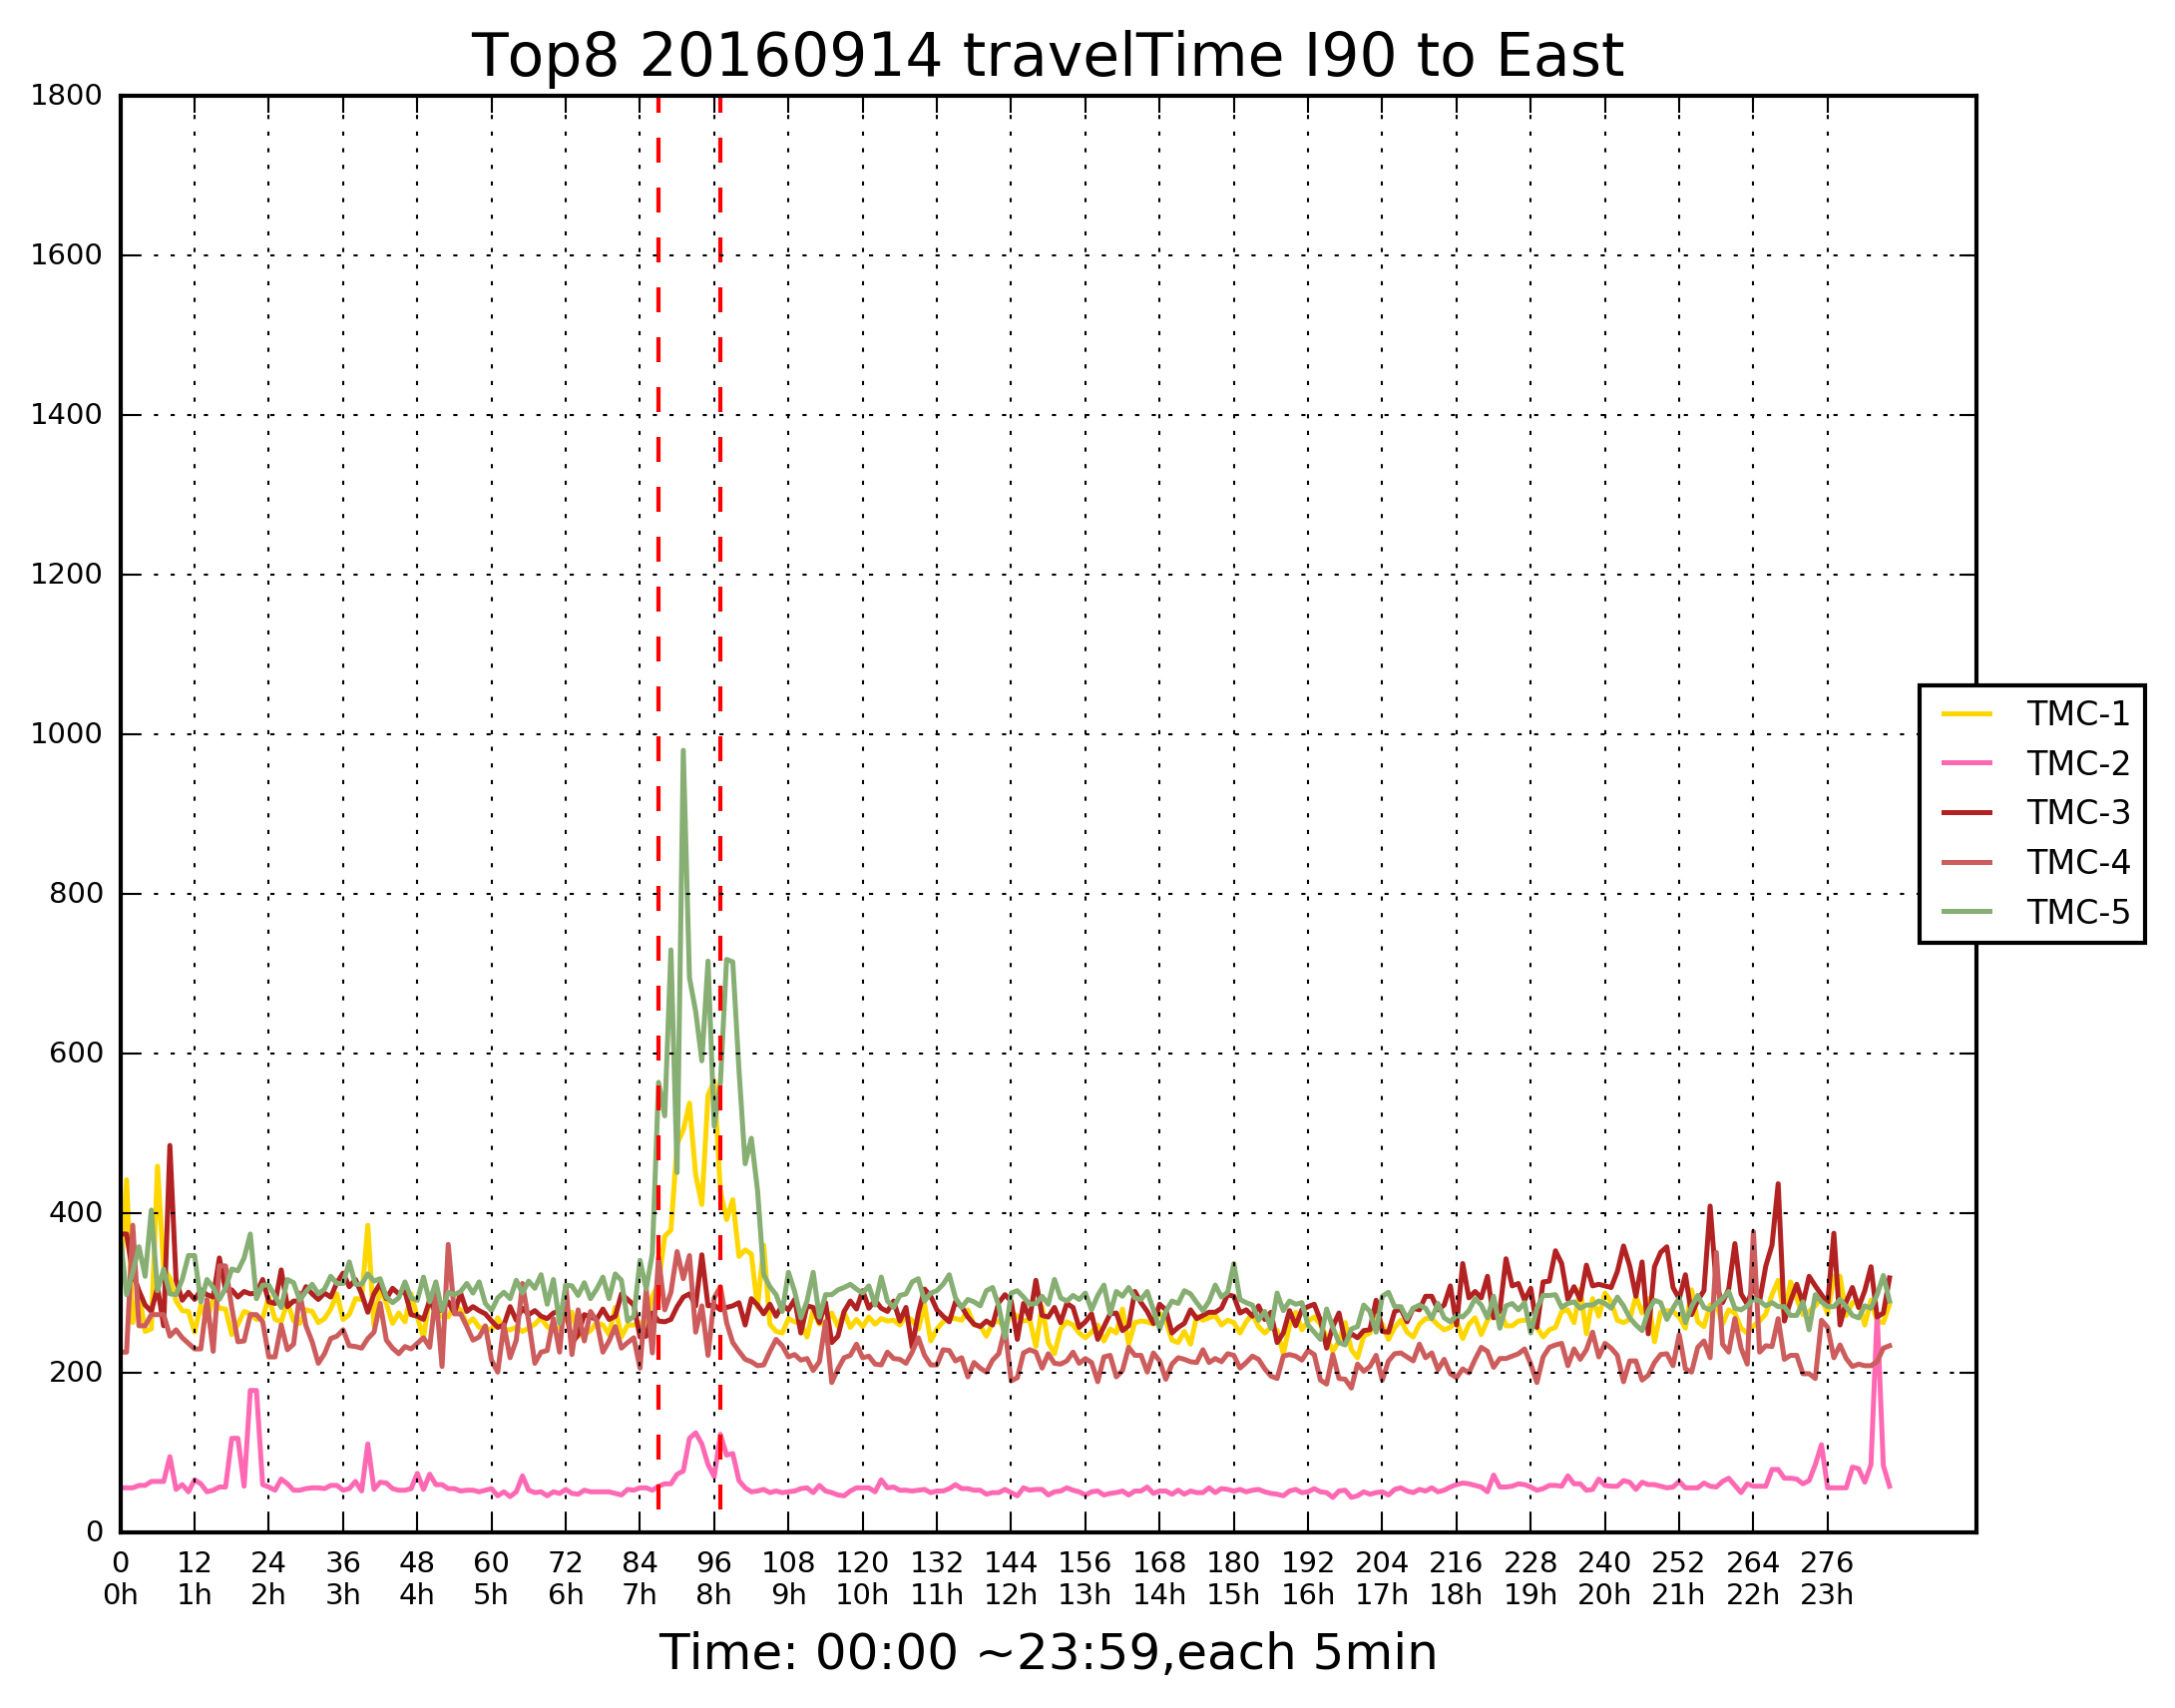 Top8 20160914 travelTime I90 to East
1800
1600
1400
1200
1000
800
600
400
200
0
TMC-1
TMC-2
TMC-3
TMC-4
TMC-5
0 12 24 36 48 60 72 84 96 108 120 132 144 156 168 180 192 204 216 228 240 252 264 276
0h 1h 2h 3h 4h 5h 6h 7h 8h 9h 10h 11h 12h 13h 14h 15h 16h 17h 18h 19h 20h 21h 22h 23h
Time: 00:00 ~23:59,each 5min